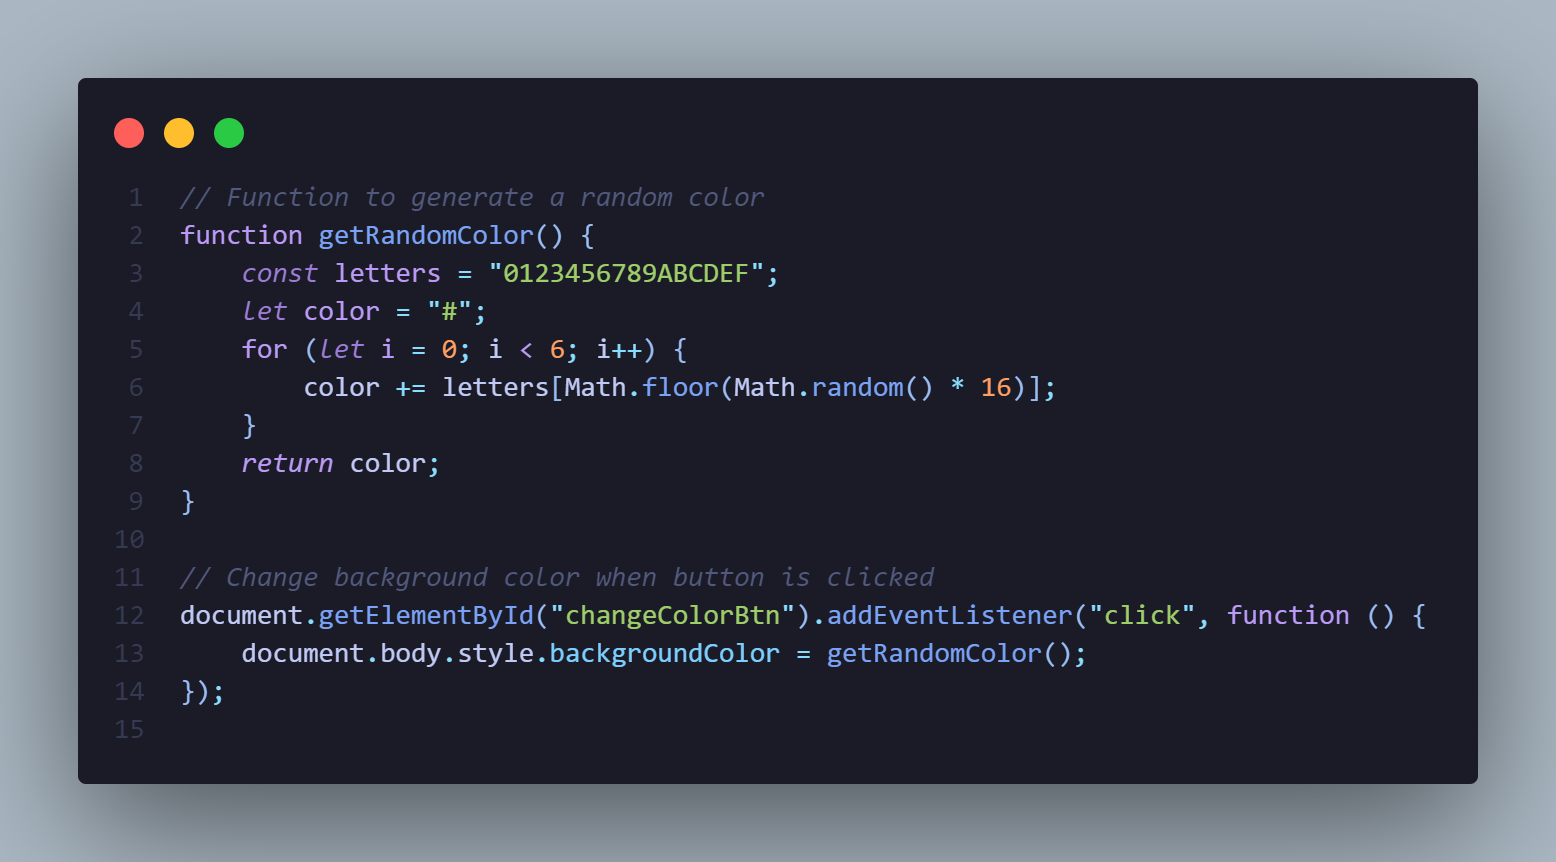 1 // Function to generate a random color
2 function getRandomColor() {
3     const letters = "0123456789ABCDEF";
4     let color = "#";
5     for (let i = 0; i < 6; i++) {
6         color += letters[Math.floor(Math.random() * 16)];
7     }
8     return color;
9 }
10
11 // Change background color when button is clicked
12 document.getElementById("changeColorBtn").addEventListener("click", function () {
13     document.body.style.backgroundColor = getRandomColor();
14 });
15